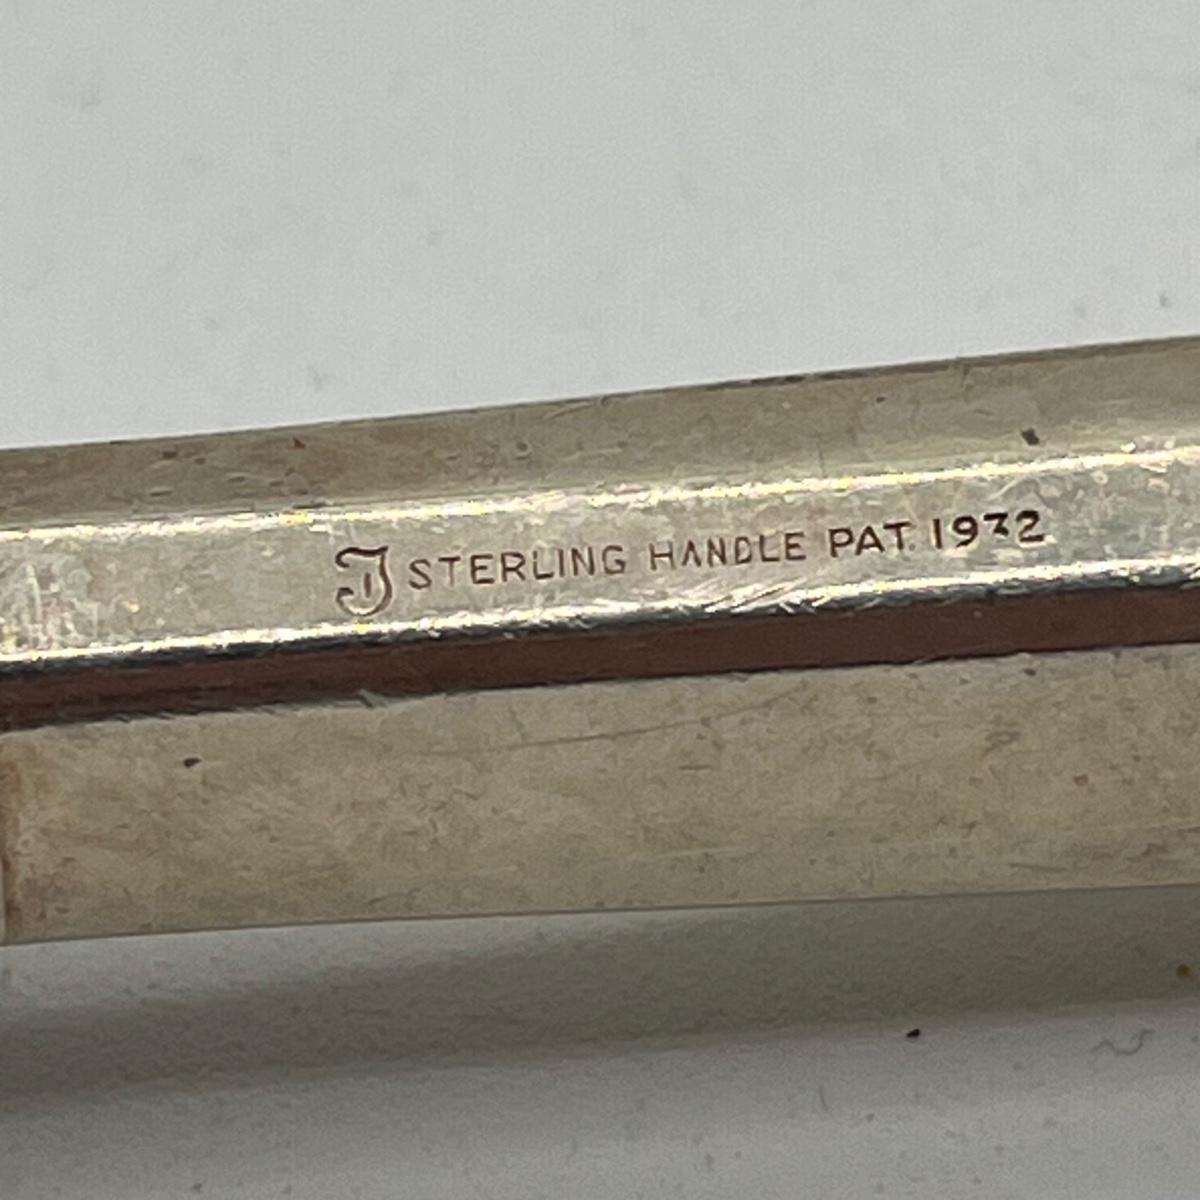 STERLING HANDLE PAT. 1932